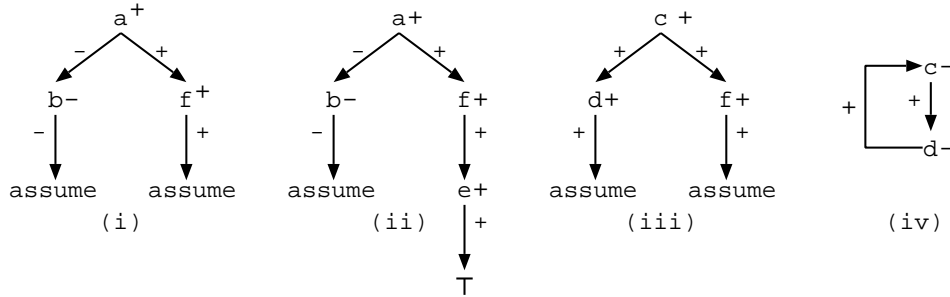 a+ a+ c + 
- + - + + + c-
b- f+ b- f+ d+ f+ + +
- + - + + + d-
assume assume assume e+ assume assume
(i) (ii) + (iii) (iv)
T